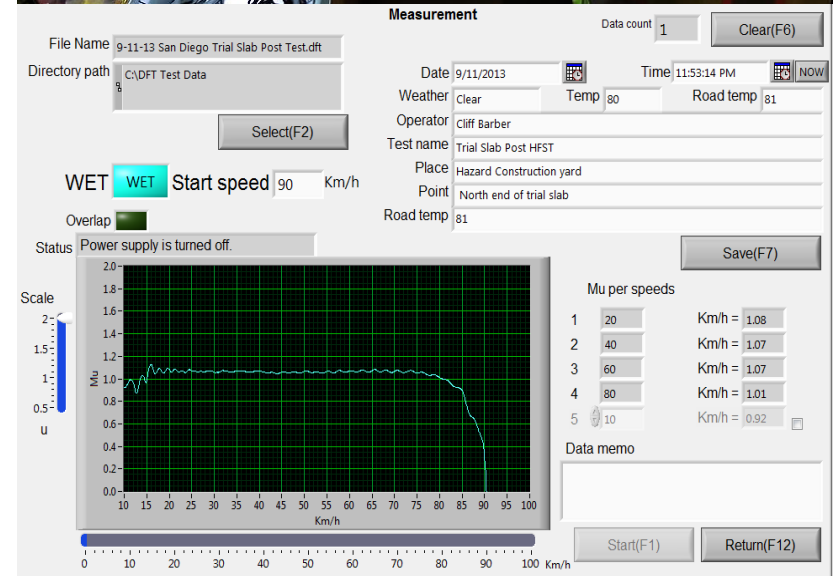 Measurement
Data count 1
Clear(F6)
File Name 9-11-13 San Diego Trial Slab Post Test.dft
Directory path C:\DFT Test Data
Select(F2)
Date 9/11/2013 Time 11:53:14 PM NOW
Weather Clear Temp 80 Road temp 81
Operator Cliff Barber
Test name Trial Slab Post HFST
Place Hazard Construction yard
Point North end of trial slab
Road temp 81
WET WET Start speed 90 Km/h
Overlap
Status Power supply is turned off.
Save(F7)
Scale
2
1.5
1
0.5
u
Mu
2.0
1.8
1.6
1.4
1.2
1.0
0.8
0.6
0.4
0.2
0.0
10 15 20 25 30 35 40 45 50 55 60 65 70 75 80 85 90 95 100
Km/h
0 10 20 30 40 50 60 70 80 90 100 Km/h
Mu per speeds
1 20 Km/h = 1.08
2 40 Km/h = 1.07
3 60 Km/h = 1.07
4 80 Km/h = 1.01
5 10 Km/h = 0.92
Data memo
Start(F1)
Return(F12)